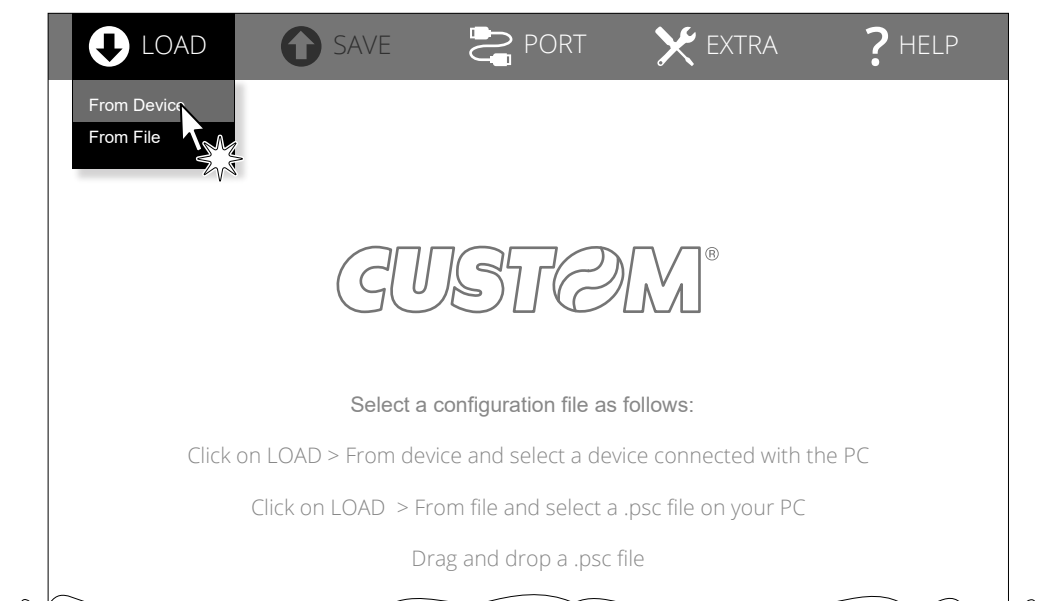 LOAD SAVE PORT EXTRA ? HELP
From Device
From File
CUSTOM®
Select a configuration file as follows:
Click on LOAD > From device and select a device connected with the PC
Click on LOAD > From file and select a .psc file on your PC
Drag and drop a .psc file